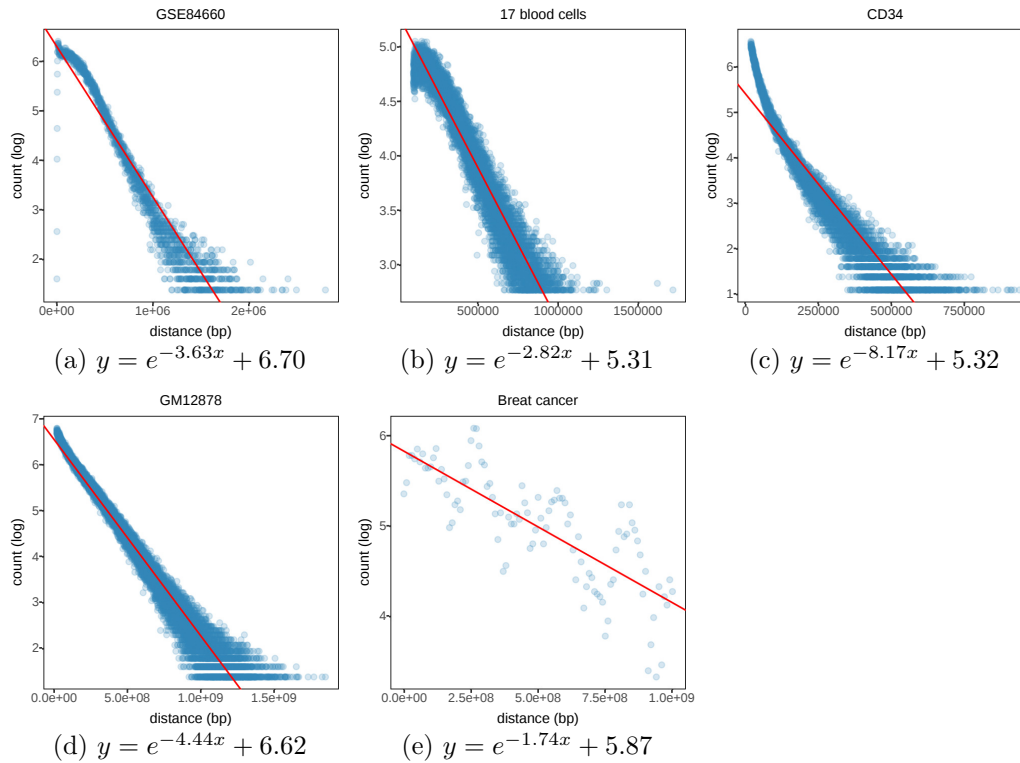 GSE84660
17 blood cells
CD34
6
5
4
3
2
count (log)
0e+00
1e+06
2e+06
distance (bp)
5.0
4.5
4.0
3.5
3.0
count (log)
500000
1000000
1500000
distance (bp)
6
5
4
3
2
1
count (log)
0
250000
500000
750000
distance (bp)
(a) y = e^{-3.63x} + 6.70
(b) y = e^{-2.82x} + 5.31
(c) y = e^{-8.17x} + 5.32
GM12878
Breat cancer
7
6
5
4
3
2
count (log)
0.0e+00
5.0e+08
1.0e+09
1.5e+09
distance (bp)
6
5
4
count (log)
0.0e+00
2.5e+08
5.0e+08
7.5e+08
1.0e+09
distance (bp)
(d) y = e^{-4.44x} + 6.62
(e) y = e^{-1.74x} + 5.87